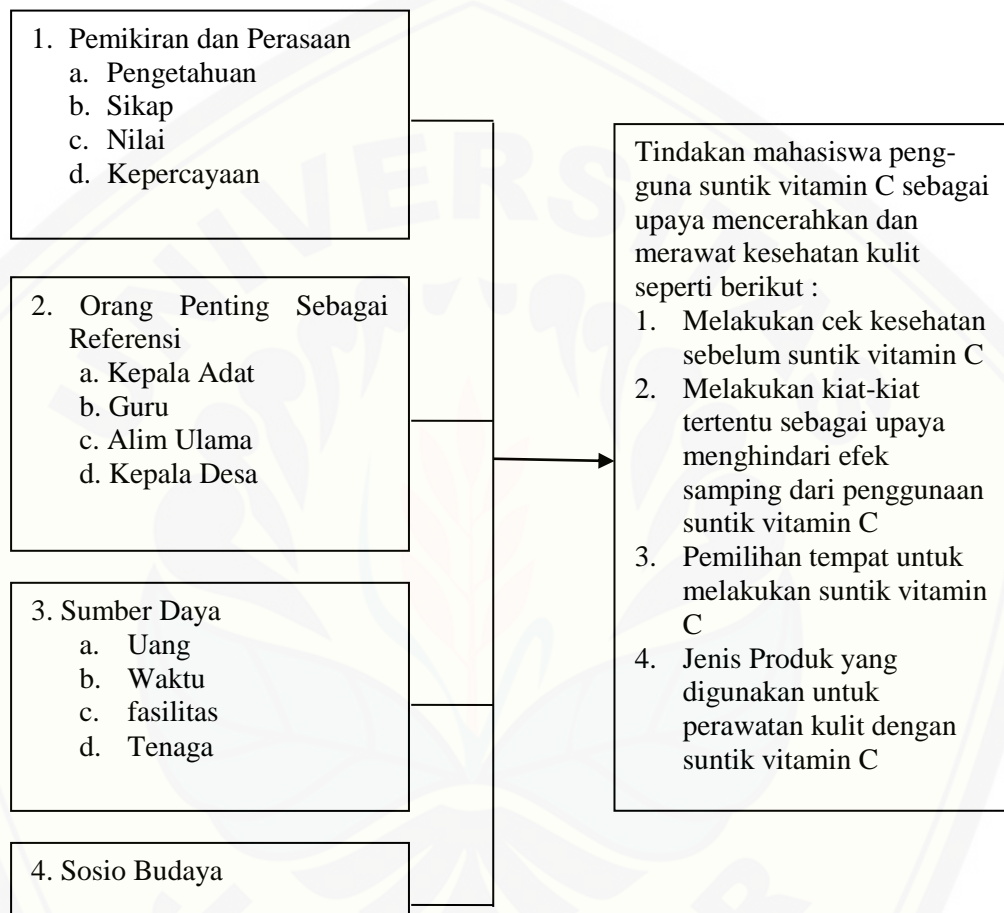 1. Pemikiran dan Perasaan
a. Pengetahuan
b. Sikap
c. Nilai
d. Kepercayaan
2. Orang Penting Sebagai
Referensi
a. Kepala Adat
b. Guru
c. Alim Ulama
d. Kepala Desa
3. Sumber Daya
a. Uang
b. Waktu
c. fasilitas
d. Tenaga
4. Sosio Budaya
Tindakan mahasiswa peng-
guna suntik vitamin C sebagai
upaya mencerahkan dan
merawat kesehatan kulit
seperti berikut :
1. Melakukan cek kesehatan
sebelum suntik vitamin C
2. Melakukan kiat-kiat
tertentu sebagai upaya
menghindari efek
samping dari penggunaan
suntik vitamin C
3. Pemilihan tempat untuk
melakukan suntik vitamin
C
4. Jenis Produk yang
digunakan untuk
perawatan kulit dengan
suntik vitamin C